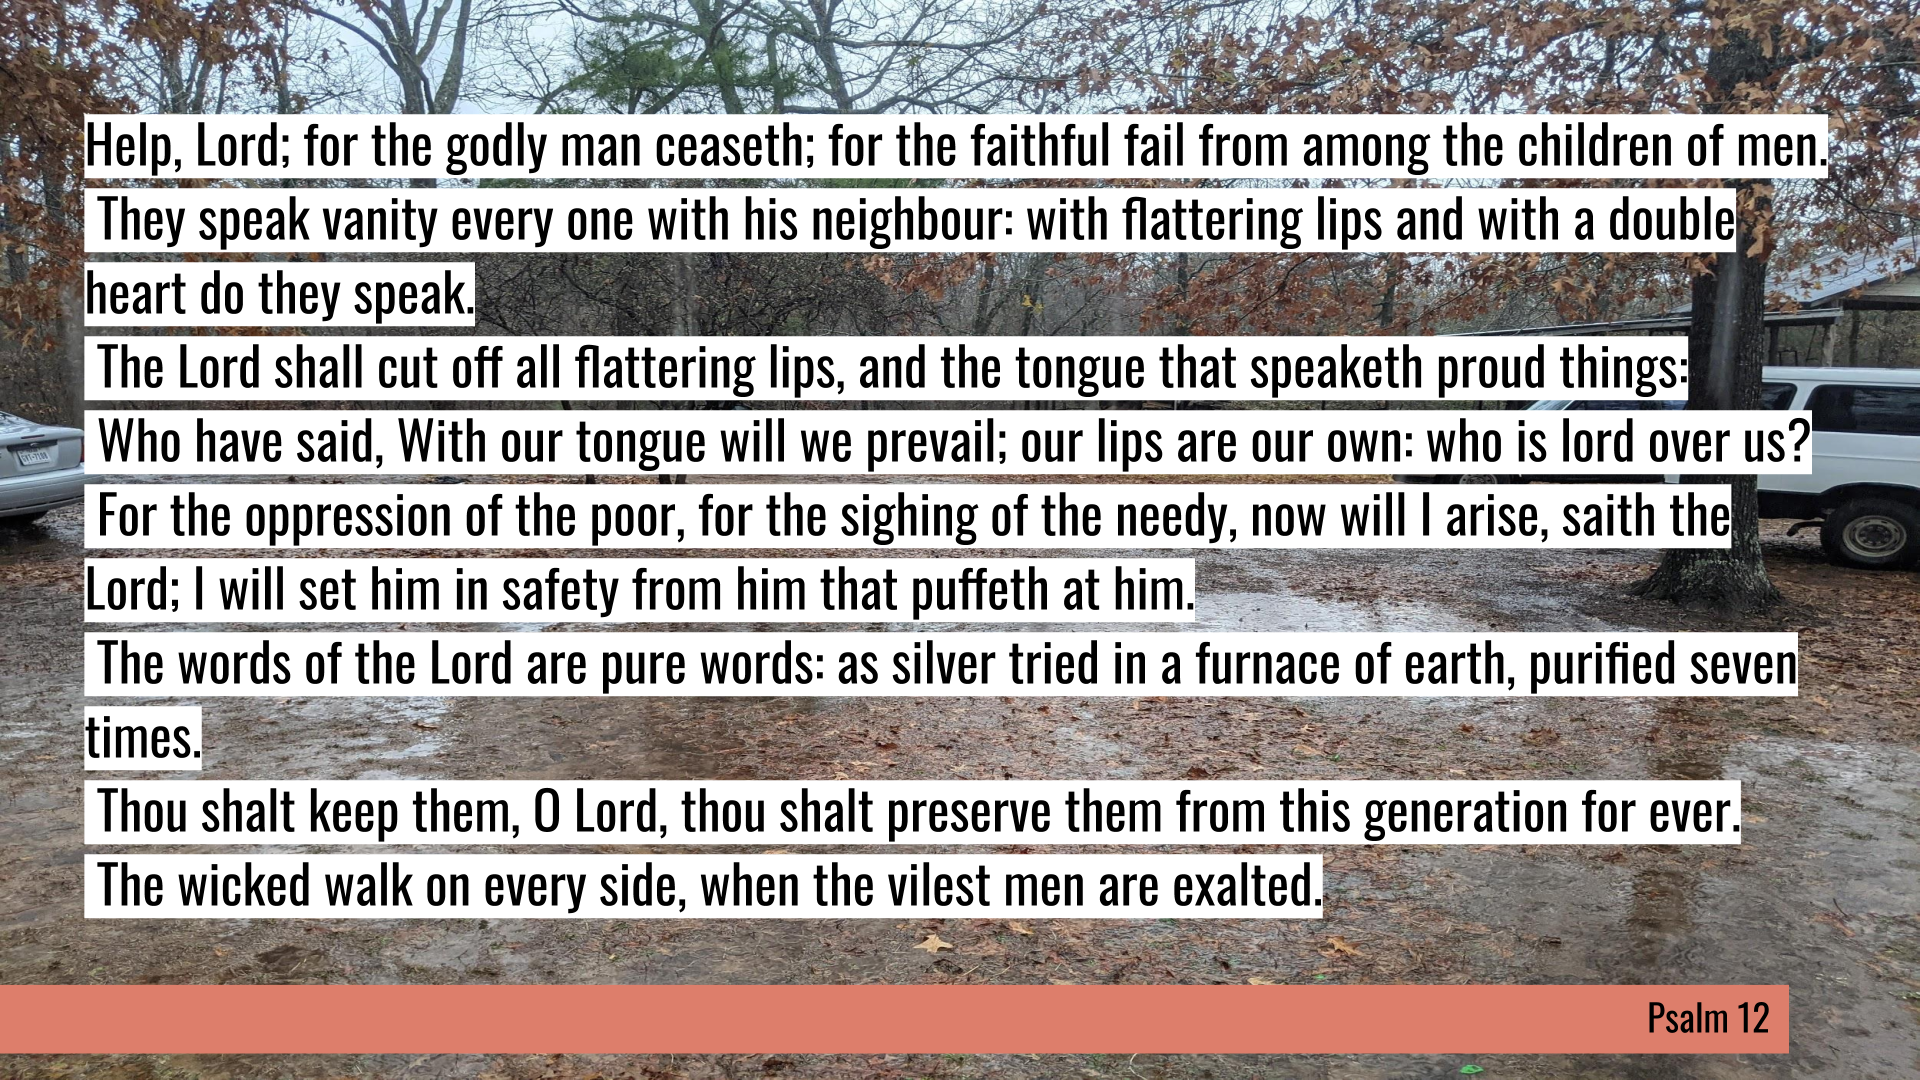 Help, Lord; for the godly man ceaseth; for the faithful fail from among the children of men.
They speak vanity every one with his neighbour: with flattering lips and with a double
heart do they speak.
The Lord shall cut off all flattering lips, and the tongue that speaketh proud things:
Who have said, With our tongue will we prevail; our lips are our own: who is lord over us?
For the oppression of the poor, for the sighing of the needy, now will I arise, saith the
Lord; I will set him in safety from him that puffeth at him.
The words of the Lord are pure words: as silver tried in a furnace of earth, purified seven
times.
Thou shalt keep them, O Lord, thou shalt preserve them from this generation for ever.
The wicked walk on every side, when the vilest men are exalted.
Psalm 12